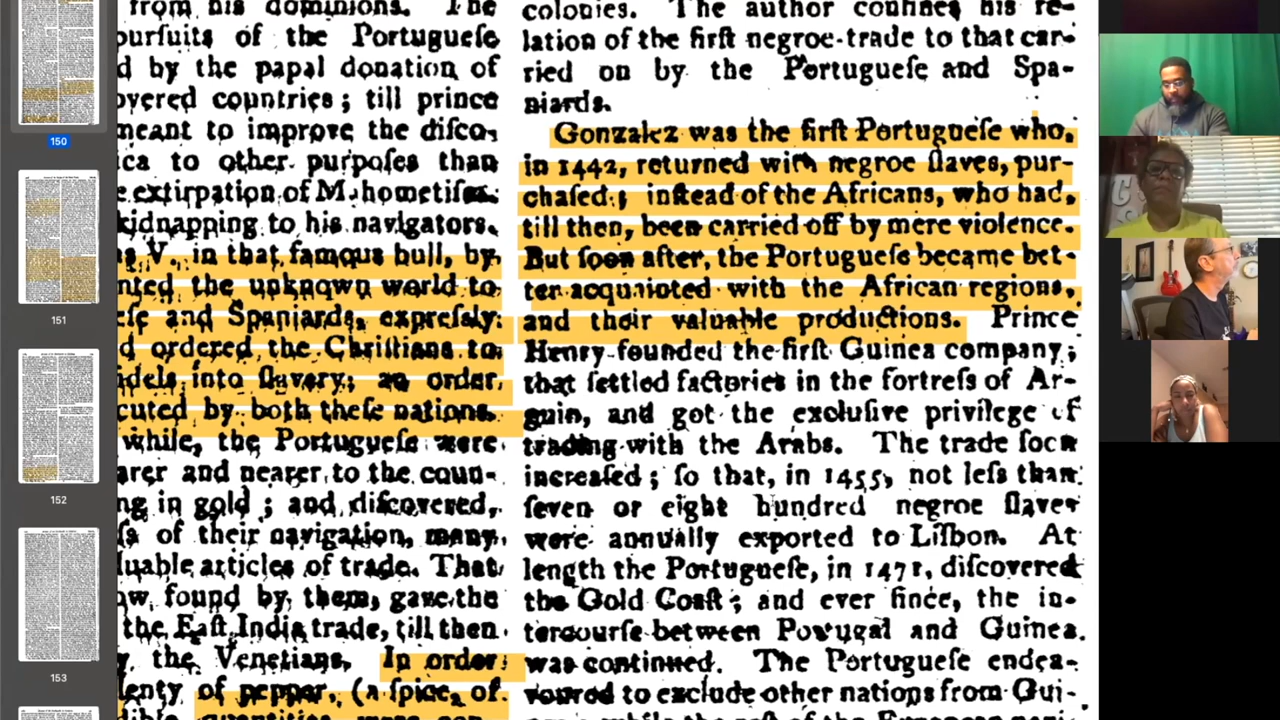 from his dominions. The
purſuits of the Portugueſe
d by the papal donation of
overed countries; till prince
meant to improve the diſco-
ica to other purpoſes than
e extirpation of Mahometiſm.
kidnapping to his navigators.
V. in that famous bull, by
nted the unknown world to
eſe and Spaniards, expreſsly
d ordered the Chriſtians to
idels into ſlavery; an order,
cuted by both theſe nations.
while, the Portugueſe were
arer and nearer to the coun-
ng in gold; and diſcovered,
ſs of their navigation, many
luable articles of trade. That
ow found by them, gave the
the Eaſt India trade, till then
y the Venetians. In order
lenty of pepper, (a ſpice, of
dible quantities were con-
colonies. The author confines his re-
lation of the firſt negroe-trade to that car-
ried on by the Portugueſe and Spa-
niards.
Gonzalez was the firſt Portugueſe who,
in 1442, returned with negroe ſlaves, pur-
chaſed; inſtead of the Africans, who had,
till then, been carried off by mere violence.
But ſoon after, the Portugueſe became bet-
ter acquainted with the African regions,
and their valuable productions. Prince
Henry founded the firſt Guinea company;
that ſettled factories in the fortreſs of Ar-
guin, and got the excluſive privilege of
trading with the Arabs. The trade ſoon
increaſed; ſo that, in 1455, not leſs than
ſeven or eight hundred negroe ſlaves
were annually exported to Liſbon. At
length the Portugueſe, in 1471, diſcovered
the Gold Coaſt; and ever ſince, the in-
tercourſe between Portugal and Guinea
was continued. The Portugueſe endea-
voured to exclude other nations from Gui-
150
151
152
153